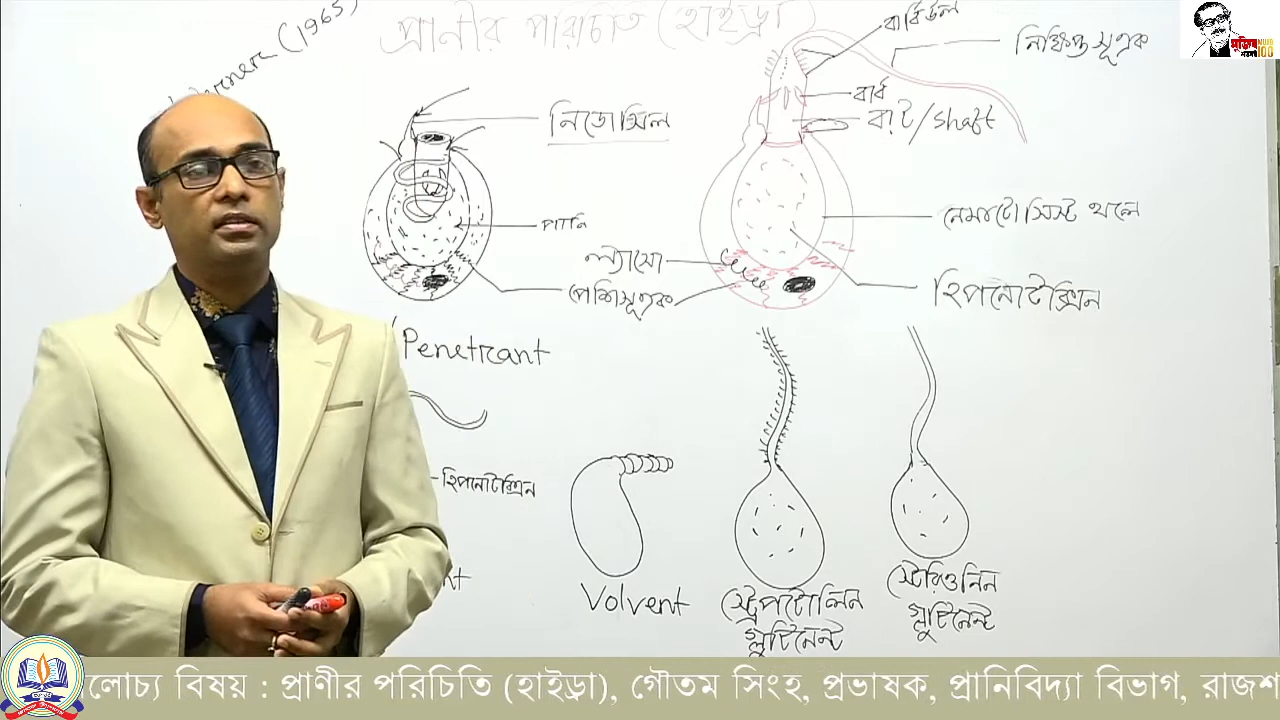 প্রাণীর পরিচিতি (হাইড্রা)
(1965)
বার্বিউল
নিক্ষিপ্ত সূত্রক
বার্ব
বাট/shaft
নিডোসিল
নেমাটোসিস্ট থলে
ল্যাসো
পেশিসূত্রক
হিপনোটক্সিন
Penetrant
হিপনোটক্সিন
Volvent
স্ট্রেপটোলিন
গ্লুটিনেন্ট
স্টেরিওলিন
গ্লুটিনেন্ট
লোচ্য বিষয় : প্রাণীর পরিচিতি (হাইড্রা), গৌতম সিংহ, প্রভাষক, প্রানিবিদ্যা বিভাগ, রাজশ